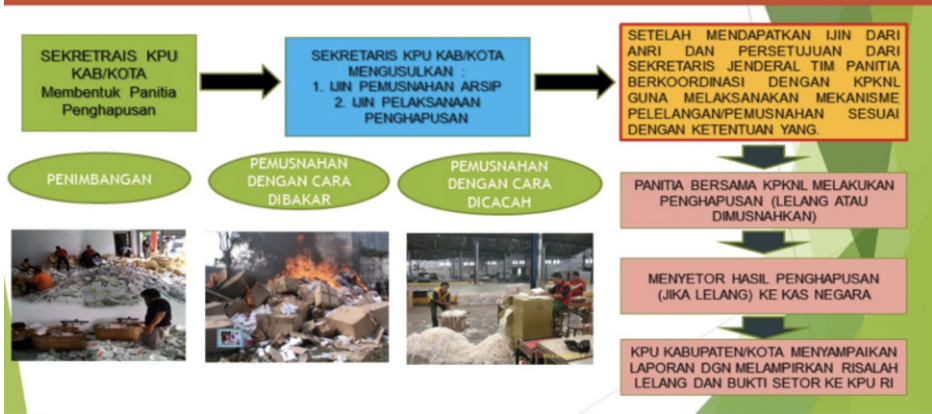 SEKRETRAIS KPU
KAB/KOTA
Membentuk Panitia
Penghapusan
SEKRETARIS KPU KAB/KOTA
MENGUSULKAN :
1. IJIN PEMUSNAHAN ARSIP
2. IJIN PELAKSANAAN
PENGHAPUSAN
SETELAH MENDAPATKAN IJIN DARI
ANRI DAN PERSETUJUAN DARI
SEKRETARIS JENDERAL TIM PANITIA
BERKOORDINASI DENGAN KPKNL
GUNA MELAKSANAKAN MEKANISME
PELELANGAN/PEMUSNAHAN SESUAI
DENGAN KETENTUAN YANG.
PENIMBANGAN
PEMUSNAHAN
DENGAN CARA
DIBAKAR
PEMUSNAHAN
DENGAN CARA
DICACAH
PANITIA BERSAMA KPKNL MELAKUKAN
PENGHAPUSAN (LELANG ATAU
DIMUSNAHKAN)
MENYETOR HASIL PENGHAPUSAN
(JIKA LELANG) KE KAS NEGARA
KPU KABUPATEN/KOTA MENYAMPAIKAN
LAPORAN DGN MELAMPIRKAN RISALAH
LELANG DAN BUKTI SETOR KE KPU RI